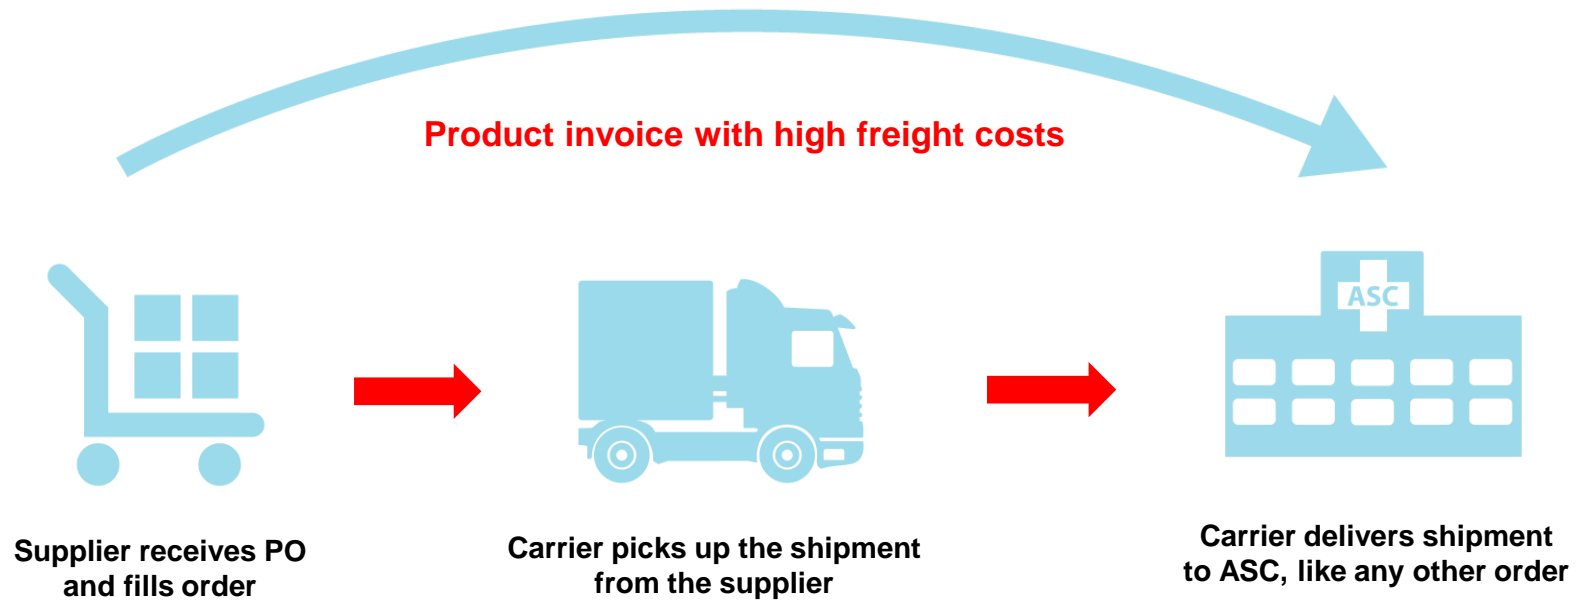 Product invoice with high freight costs
ASC
Supplier receives PO
and fills order
Carrier picks up the shipment
from the supplier
Carrier delivers shipment
to ASC, like any other order